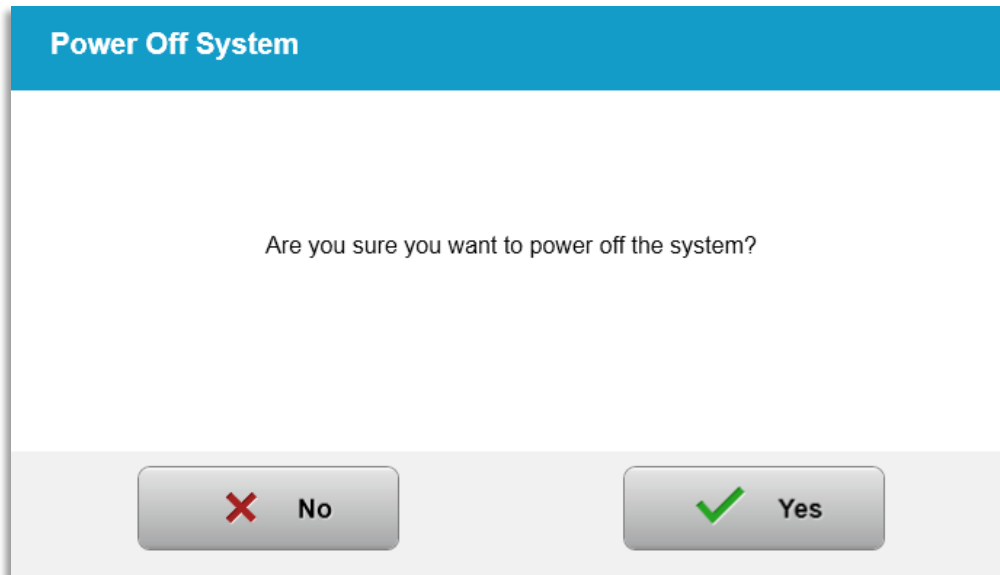 Power Off System
Are you sure you want to power off the system?
No
Yes